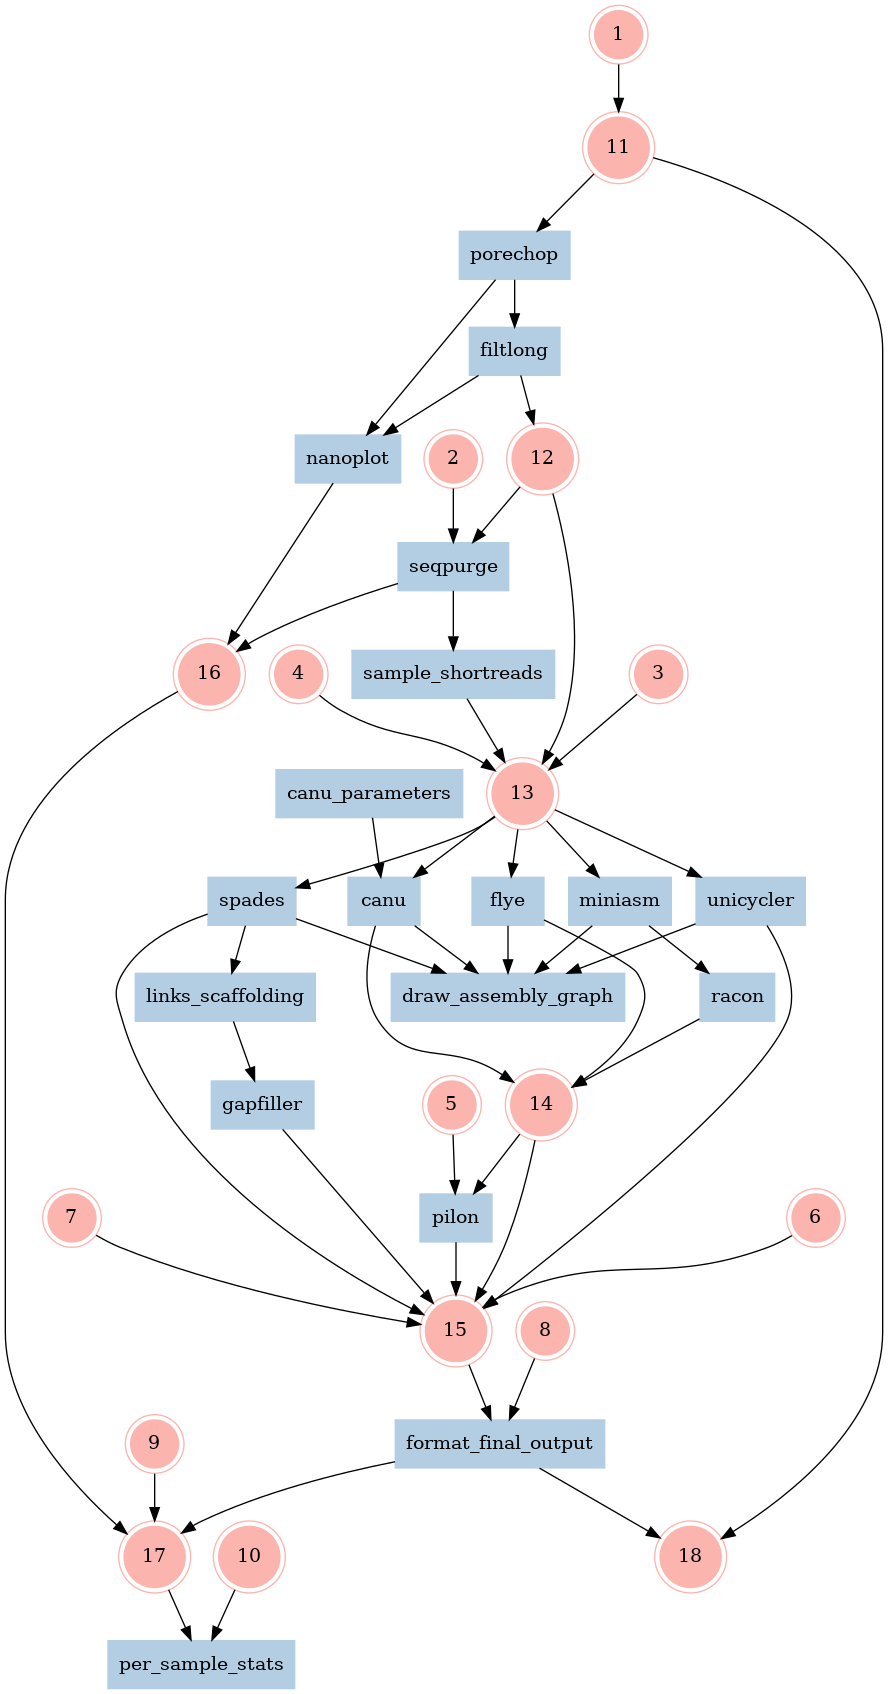 1
11
porechop
filtlong
nanoplot
2
12
seqpurge
16
4
sample_shortreads
3
canu_parameters
13
spades
canu
flye
miniasm
unicycler
links_scaffolding
draw_assembly_graph
racon
gapfiller
5
14
7
pilon
6
15
8
9
format_final_output
17
10
18
per_sample_stats